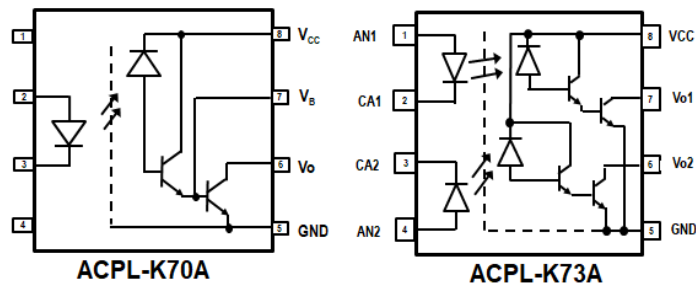 1
2
3
4
8 VCC
7 VB
6 Vo
5 GND
ACPL-K70A
AN1 1
CA1 2
CA2 3
AN2 4
8 VCC
7 Vo1
6 Vo2
5 GND
ACPL-K73A